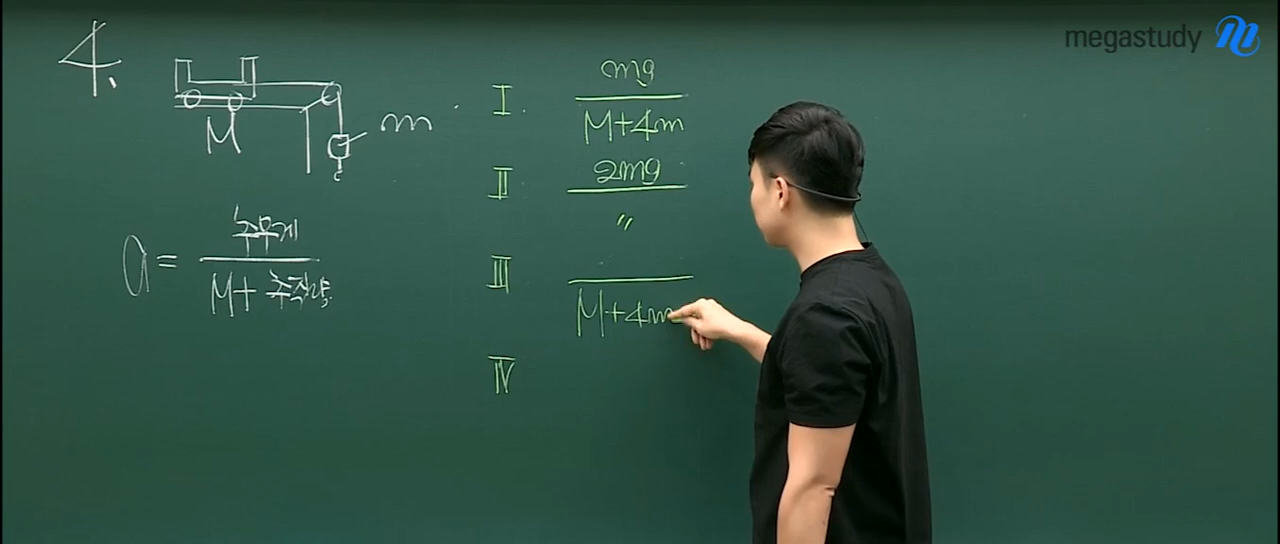 megastudy
4.
M
m
a = 추무게 / M + 추질량
I. mg / M+4m
II 2mg / 〃
III / M+4m
IV